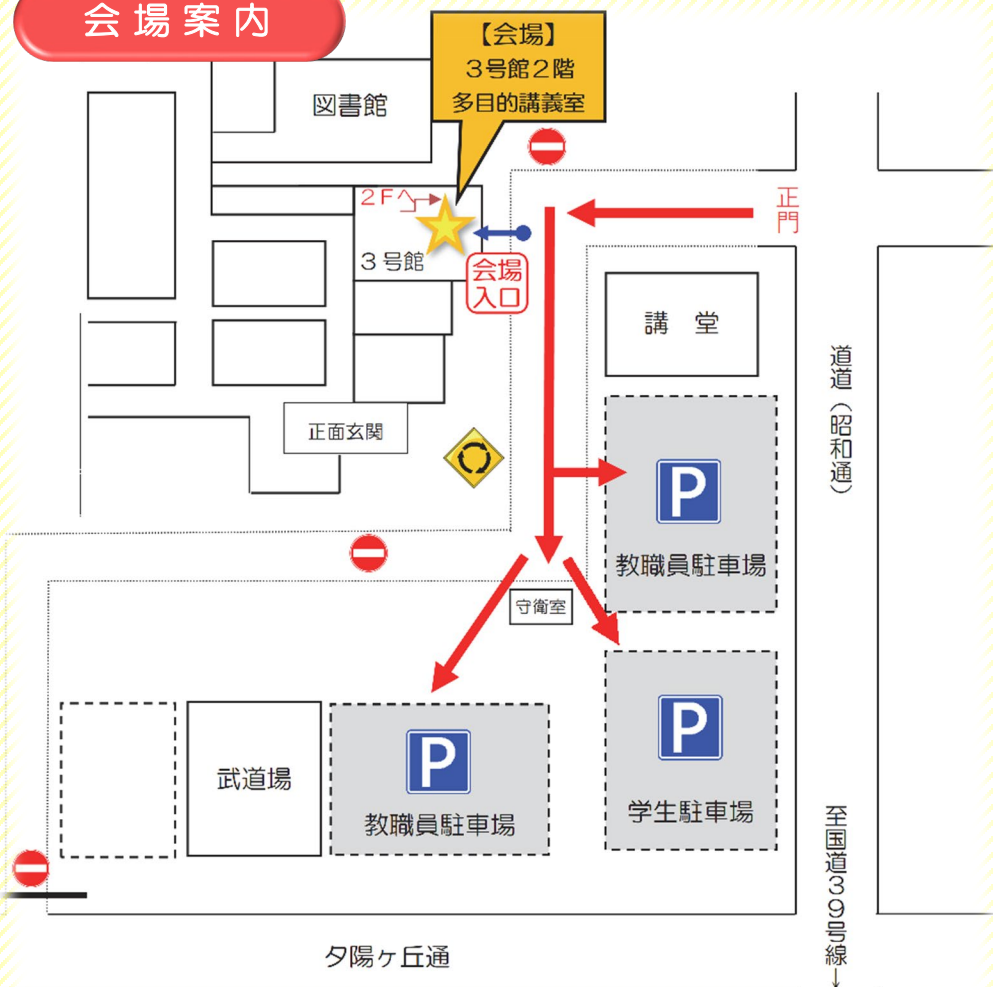 会場案内
【会場】
3号館2階
多目的講義室
図書館
2Fへ
正門
3号館
会場
入口
講 堂
道道(昭和通)
正面玄関
P
教職員駐車場
守衛室
P
学生駐車場
武道場
P
教職員駐車場
至国道39号線↓
夕陽ヶ丘通